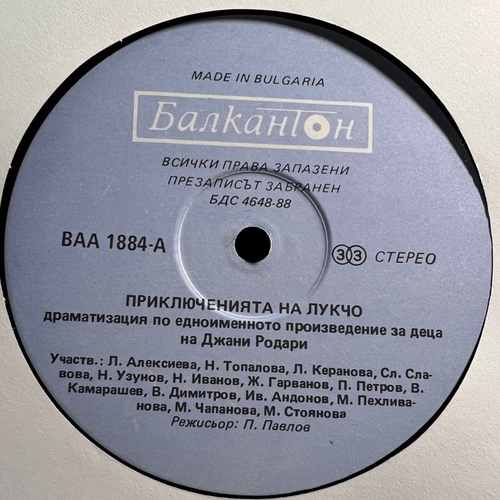 MADE IN BULGARIA
Балкантон
ВСИЧКИ ПРАВА ЗАПАЗЕНИ
ПРЕЗАПИСЪТ ЗАБРАНЕН
БДС 4648-88
ВАА 1884-А
33 СТЕРЕО
ПРИКЛЮЧЕНИЯТА НА ЛУКЧО
драматизация по едноименното произведение за деца
на Джани Родари
Участв.: Л. Алексиева, Н. Топалова, Л. Керанова, Сл. Сла-
вова, Н. Узунов, Н. Иванов, Ж. Гарванов, П. Петров, В.
Камарашев, В. Димитров, Ив. Андонов, М. Пехлива-
нова, М. Чапанова, М. Стоянова
Режисьор: П. Павлов